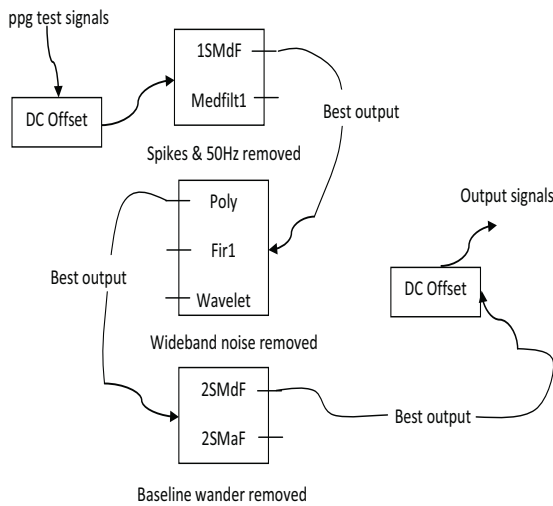 ppg test signals
DC Offset
1SMdF
Medfilt1
Spikes & 50Hz removed
Best output
Poly
Fir1
Wavelet
Wideband noise removed
Best output
2SMdF
2SMaF
Baseline wander removed
Best output
DC Offset
Output signals